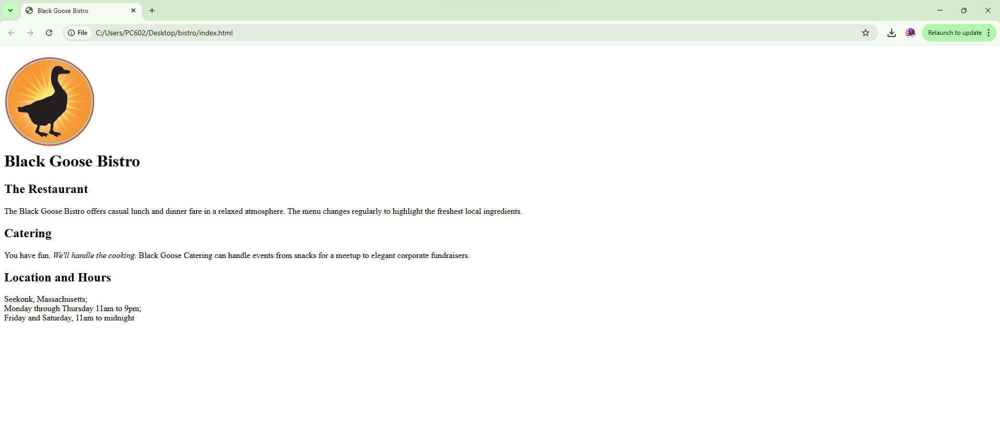 Black Goose Bistro
File C:/Users/PC602/Desktop/bistro/index.html Relaunch to update
Black Goose Bistro
The Restaurant
The Black Goose Bistro offers casual lunch and dinner fare in a relaxed atmosphere. The menu changes regularly to highlight the freshest local ingredients.
Catering
You have fun. We'll handle the cooking. Black Goose Catering can handle events from snacks for a meetup to elegant corporate fundraisers.
Location and Hours
Seekonk, Massachusetts;
Monday through Thursday 11am to 9pm;
Friday and Saturday, 11am to midnight